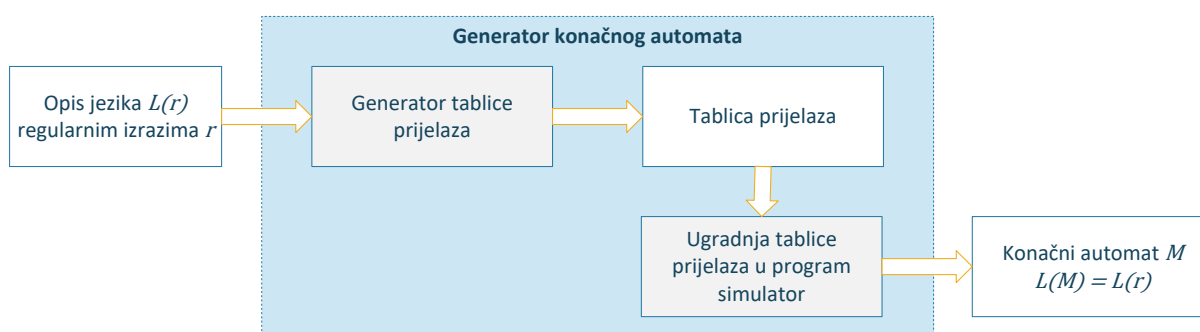 Generator konačnog automata
Opis jezika L(r)
regularnim izrazima r
Generator tablice
prijelaza
Tablica prijelaza
Ugradnja tablice
prijelaza u program
simulator
Konačni automat M
L(M) = L(r)